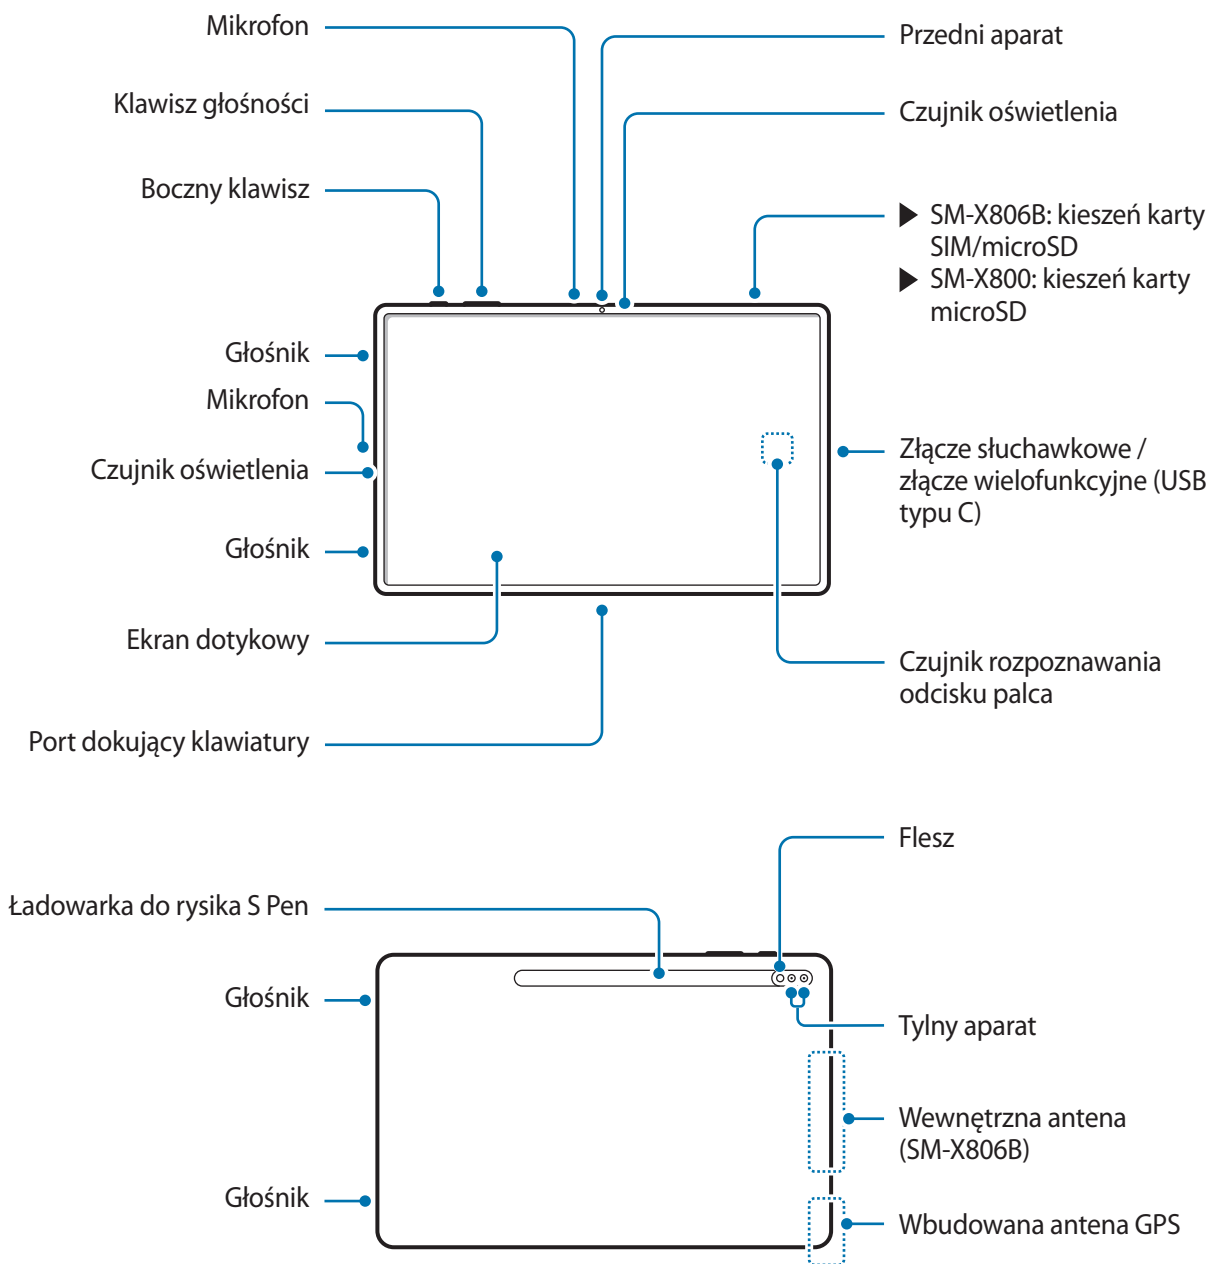 Mikrofon
Klawisz głośności
Boczny klawisz
Głośnik
Mikrofon
Czujnik oświetlenia
Głośnik
Ekran dotykowy
Port dokujący klawiatury
Przedni aparat
Czujnik oświetlenia
▶ SM-X806B: kieszeń karty
SIM/microSD
▶ SM-X800: kieszeń karty
microSD
Złącze słuchawkowe /
złącze wielofunkcyjne (USB
typu C)
Czujnik rozpoznawania
odcisku palca
Ładowarka do rysika S Pen
Głośnik
Głośnik
Flesz
Tylny aparat
Wewnętrzna antena
(SM-X806B)
Wbudowana antena GPS